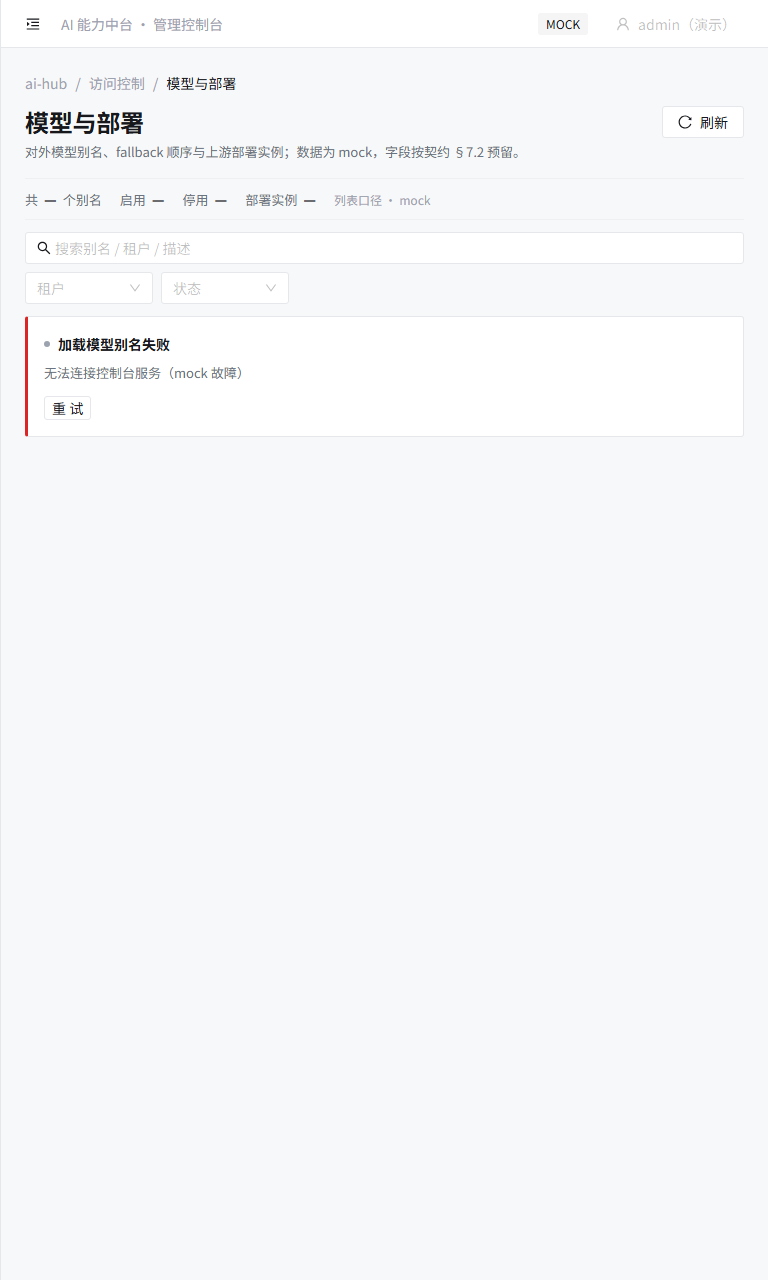 AI 能力中台 · 管理控制台 MOCK admin（演示）
ai-hub / 访问控制 / 模型与部署
模型与部署
刷新
对外模型别名、fallback 顺序与上游部署实例；数据为 mock，字段按契约 §7.2 预留。
共 — 个别名 启用 — 停用 — 部署实例 — 列表口径 · mock
搜索别名 / 租户 / 描述
租户 状态
加载模型别名失败
无法连接控制台服务（mock 故障）
重 试